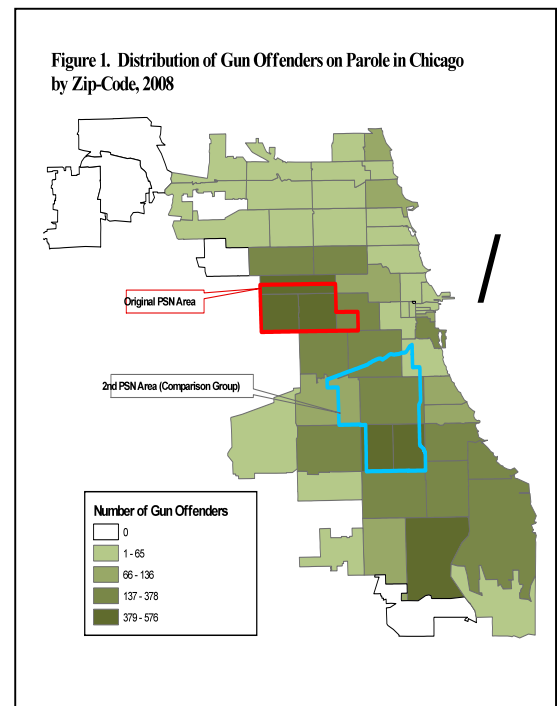 Figure 1. Distribution of Gun Offenders on Parole in Chicago
by Zip-Code, 2008
Original PSN Area
2nd PSN Area (Comparison Group)
Number of Gun Offenders
0
1 - 65
66 - 136
137 - 378
379 - 576